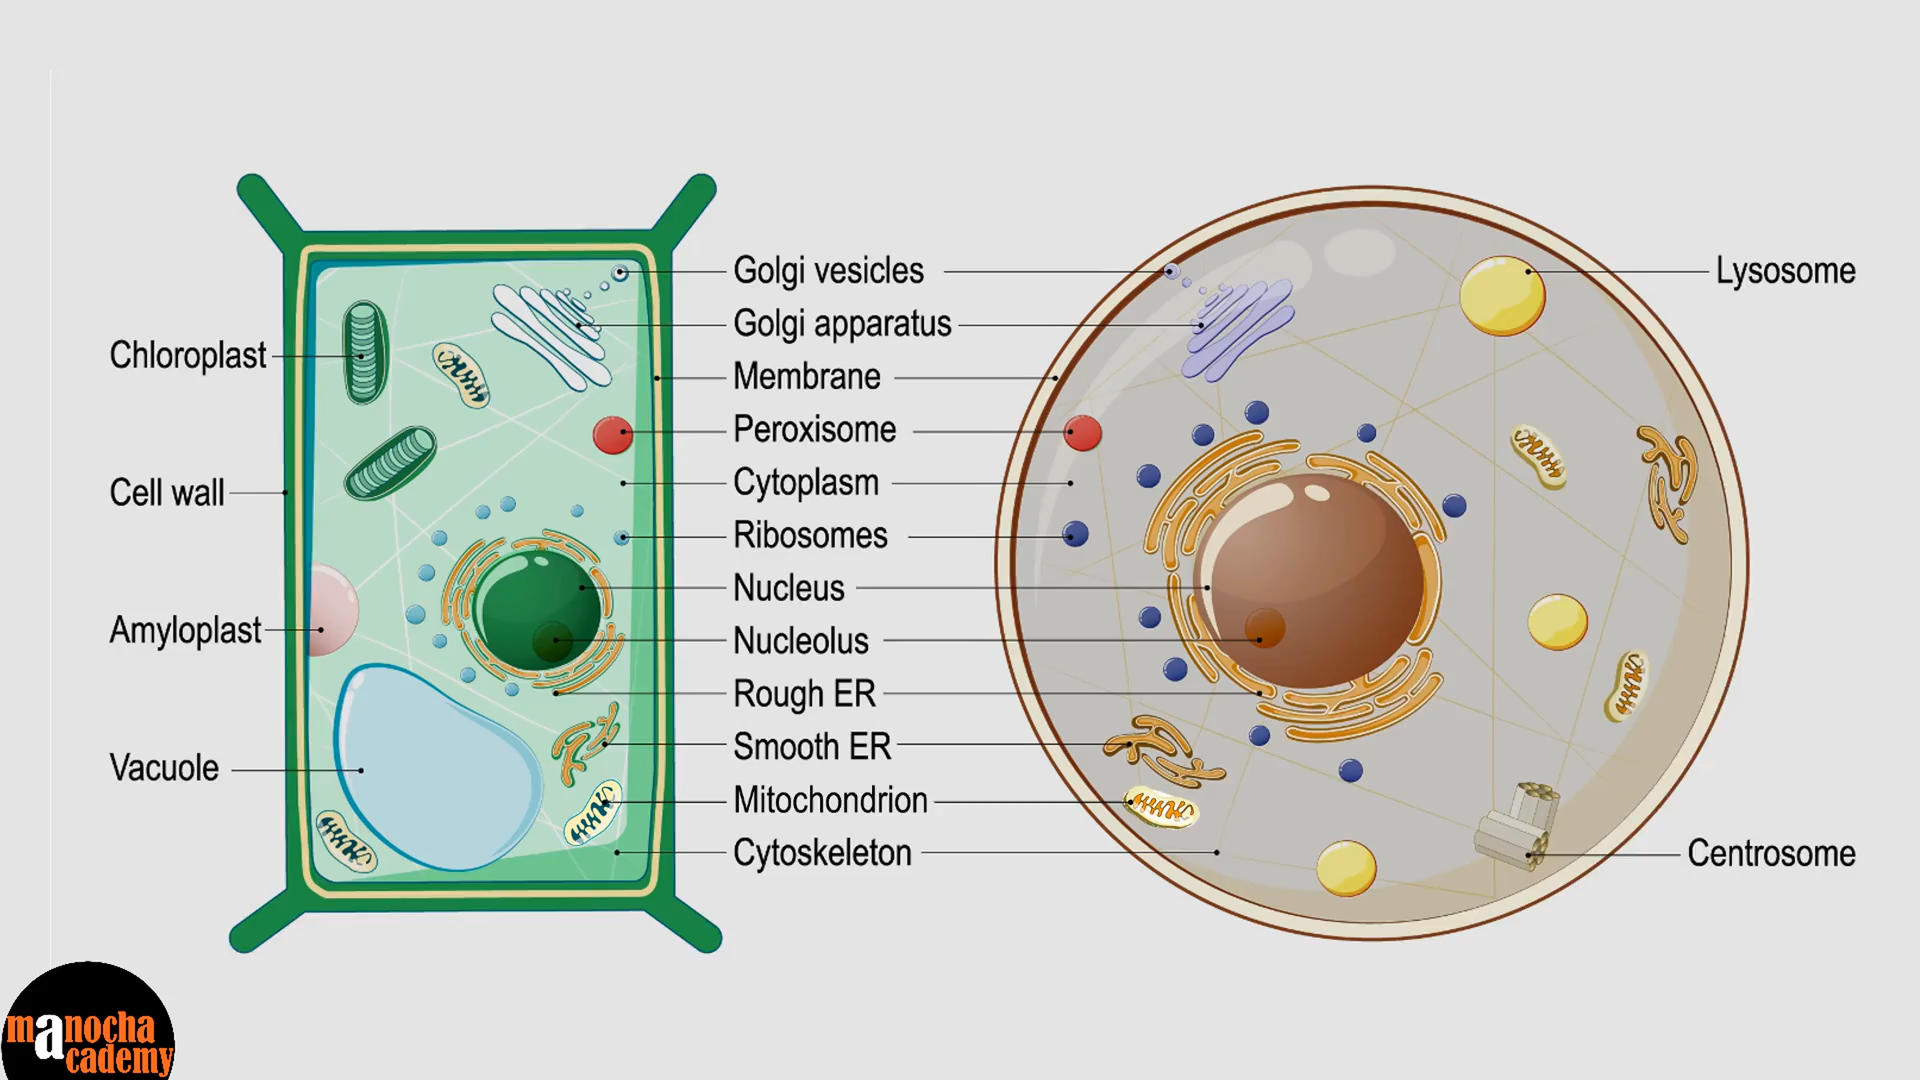 Chloroplast
Cell wall
Amyloplast
Vacuole
Golgi vesicles
Golgi apparatus
Membrane
Peroxisome
Cytoplasm
Ribosomes
Nucleus
Nucleolus
Rough ER
Smooth ER
Mitochondrion
Cytoskeleton
Lysosome
Centrosome
manocha
cademy